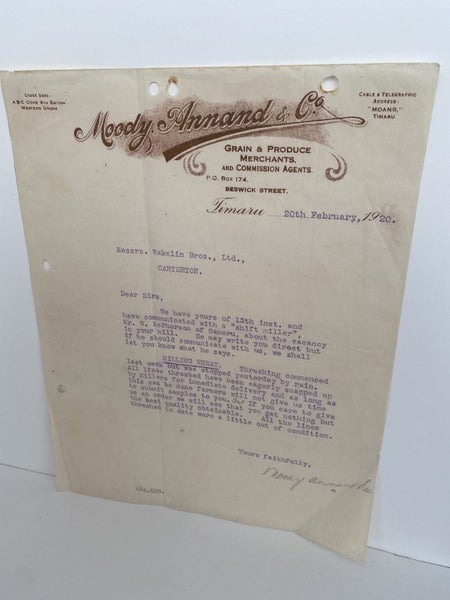 CODES USED:
A·B·C CODE 5TH EDITION
WESTERN UNION
CABLE & TELEGRAPHIC
ADDRESS:
"MOANO,"
TIMARU
Moody, Annand & Co.
GRAIN & PRODUCE
MERCHANTS,
AND COMMISSION AGENTS.
P.O. BOX 174.
BESWICK STREET.
Timaru 20th February, 1920.
Messrs. Wakelin Bros., Ltd.,
CARTERTON.
Dear Sirs,
We have yours of 13th inst. and
have communicated with a "shift miller",
Mr. W. McPherson of Oamaru, about the vacancy
in your mill. He may write you direct but
if he should communicate with us, we shall
let you know what he says.
MILLING WHEAT. Threshing commenced
last week but was stopped yesterday by rain.
All lines threshed have been eagerly snapped up
by millers for immediate delivery and as long as
this can be done farmers will not give us time
to submit samples to you, If you care to give
us an order we will see that you get nothing but
the best quality obtainable. All the lines
threshed to date were a little out of condition.
Yours faithfully,
Moody Annand & Co